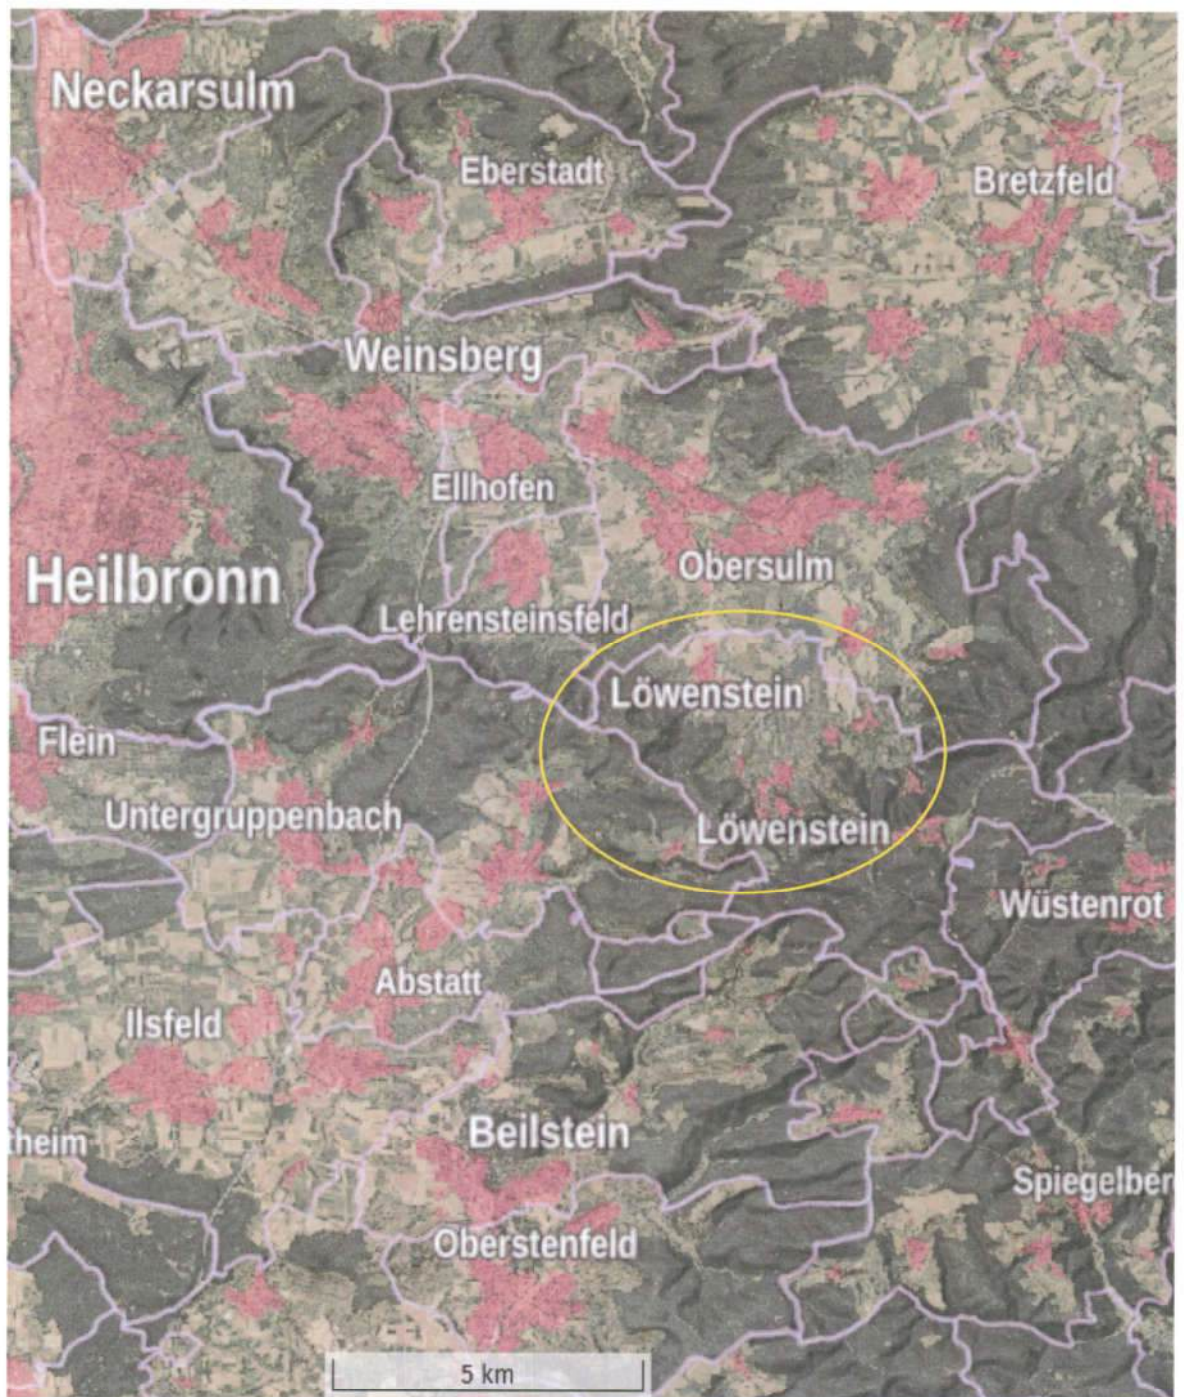 Neckarsulm
Eberstadt
Bretzfeld
Weinsberg
Ellhofen
Obersulm
Heilbronn
Lehrensteinsfeld
Löwenstein
Flein
Untergruppenbach
Löwenstein
Wüstenrot
Abstatt
Ilsfeld
Beilstein
theim
Spiegelber
Oberstenfeld
5 km